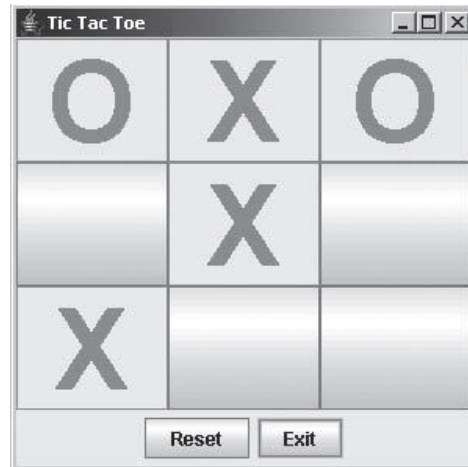 Tic Tac Toe
O X O
X
X
Reset Exit